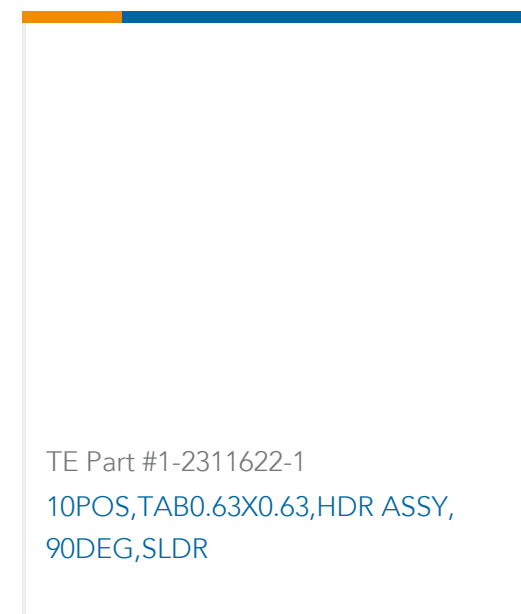 TE Part #1-2311622-1
10POS,TAB0.63X0.63,HDR ASSY,
90DEG,SLDR